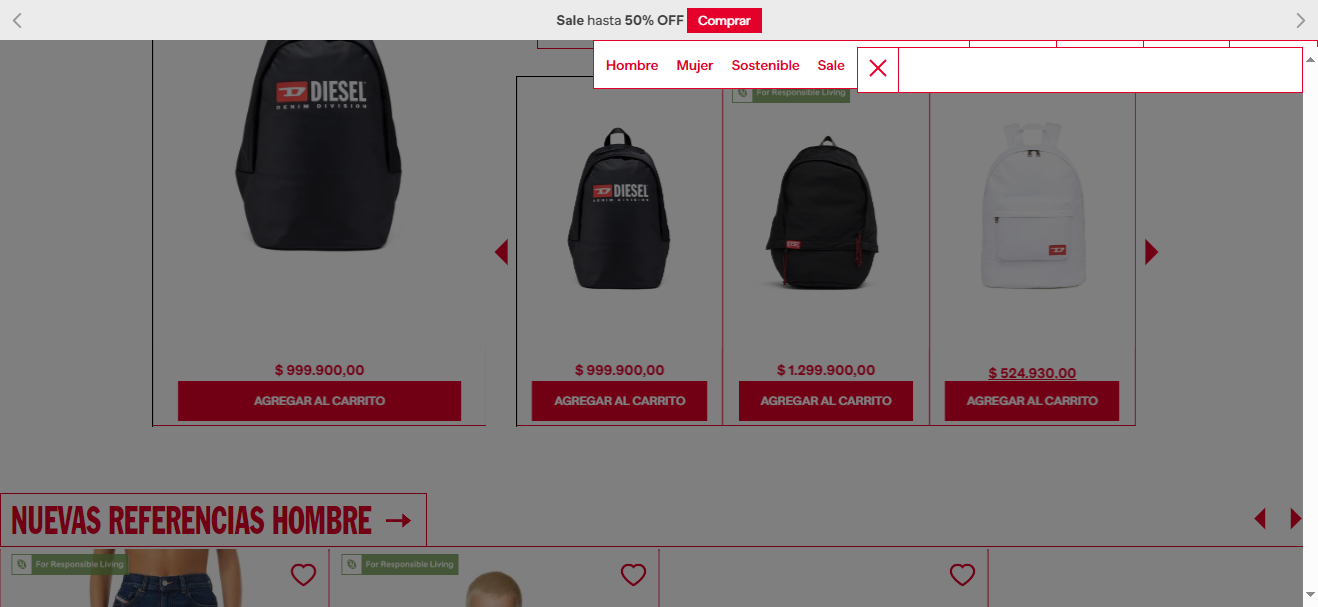 Sale hasta 50% OFF Comprar
Hombre Mujer Sostenible Sale
DIESEL
DENIM DIVISION
For Responsible Living
DIESEL
DENIM DIVISION
DIESEL
D
$ 999.900,00
AGREGAR AL CARRITO
$ 999.900,00
AGREGAR AL CARRITO
$ 1.299.900,00
AGREGAR AL CARRITO
$ 524.930,00
AGREGAR AL CARRITO
NUEVAS REFERENCIAS HOMBRE
For Responsible Living
For Responsible Living